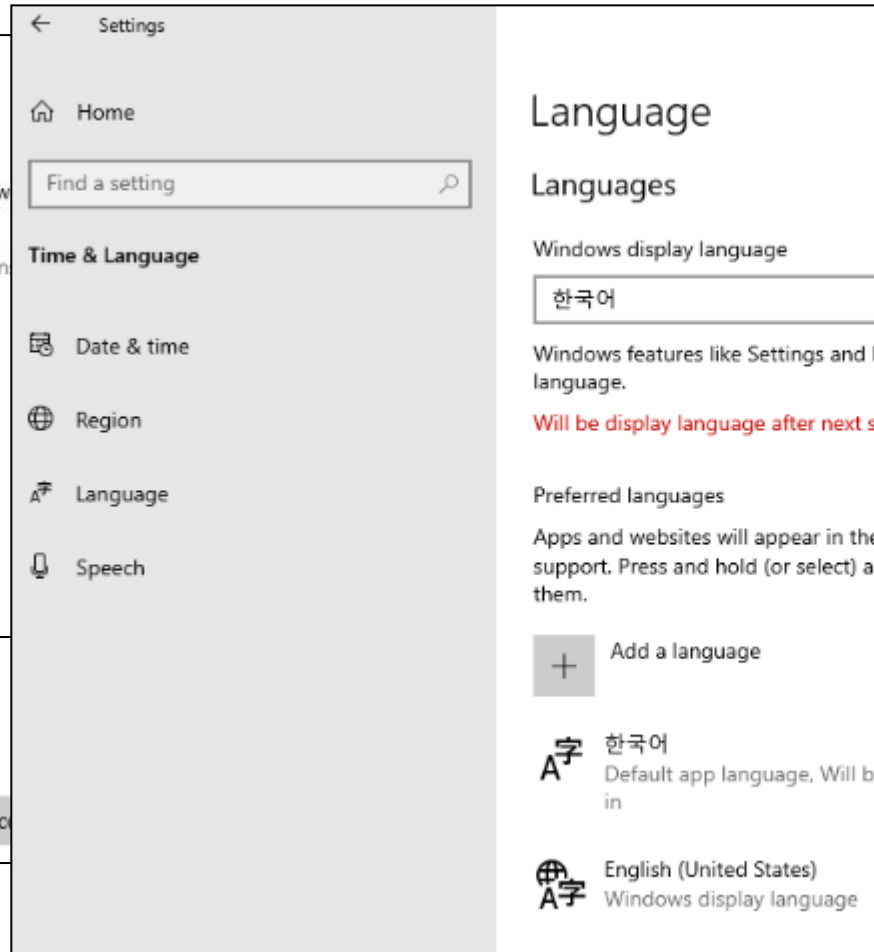 Settings
Home
Find a setting
Time & Language
Date & time
Region
Language
Speech
Language
Languages
Windows display language
한국어
Windows features like Settings and
language.
Will be display language after next
Preferred languages
Apps and websites will appear in the
support. Press and hold (or select) a
them.
Add a language
한국어
Default app language, Will b
in
English (United States)
Windows display language